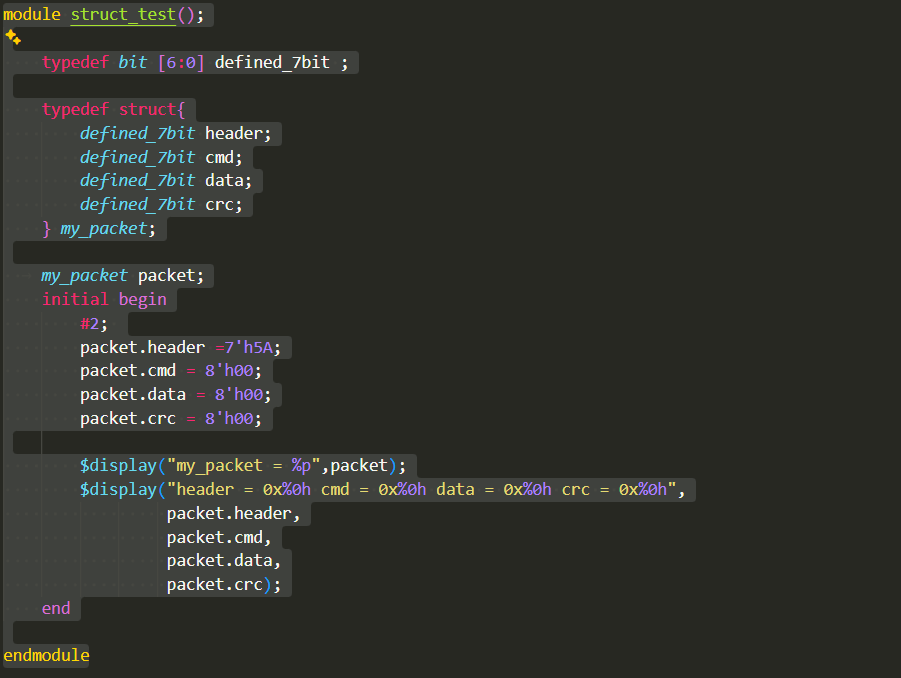 module struct_test();
typedef bit [6:0] defined_7bit ;
typedef struct{
defined_7bit header;
defined_7bit cmd;
defined_7bit data;
defined_7bit crc;
} my_packet;
my_packet packet;
initial begin
#2;
packet.header =7'h5A;
packet.cmd = 8'h00;
packet.data = 8'h00;
packet.crc = 8'h00;
$display("my_packet = %p",packet);
$display("header = 0x%0h cmd = 0x%0h data = 0x%0h crc = 0x%0h",
packet.header,
packet.cmd,
packet.data,
packet.crc);
end
endmodule